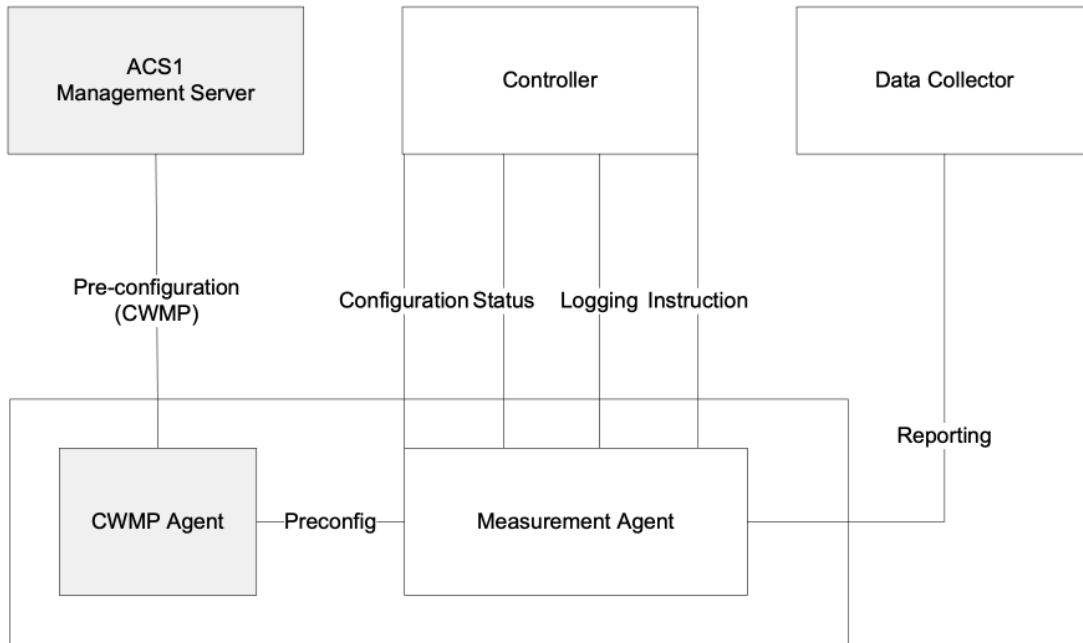 ACS1
Management Server
Controller
Data Collector
Pre-configuration
(CWMP)
Configuration
Status
Logging
Instruction
Reporting
CWMP Agent
Preconfig
Measurement Agent